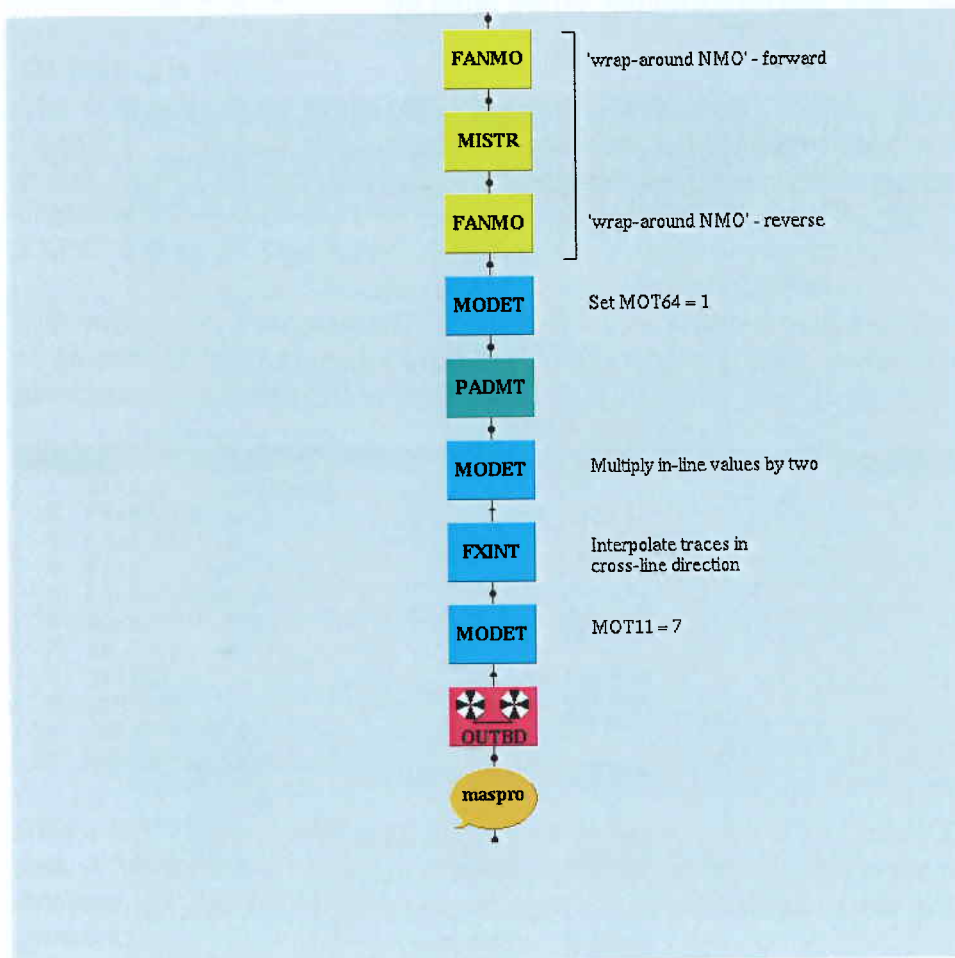 FANMO
'wrap-around NMO' - forward
MISTR
FANMO
'wrap-around NMO' - reverse
MODET
Set MOT64 = 1
PADMT
MODET
Multiply in-line values by two
FXINT
Interpolate traces in
cross-line direction
MODET
MOT11 = 7
OUTBD
maspro